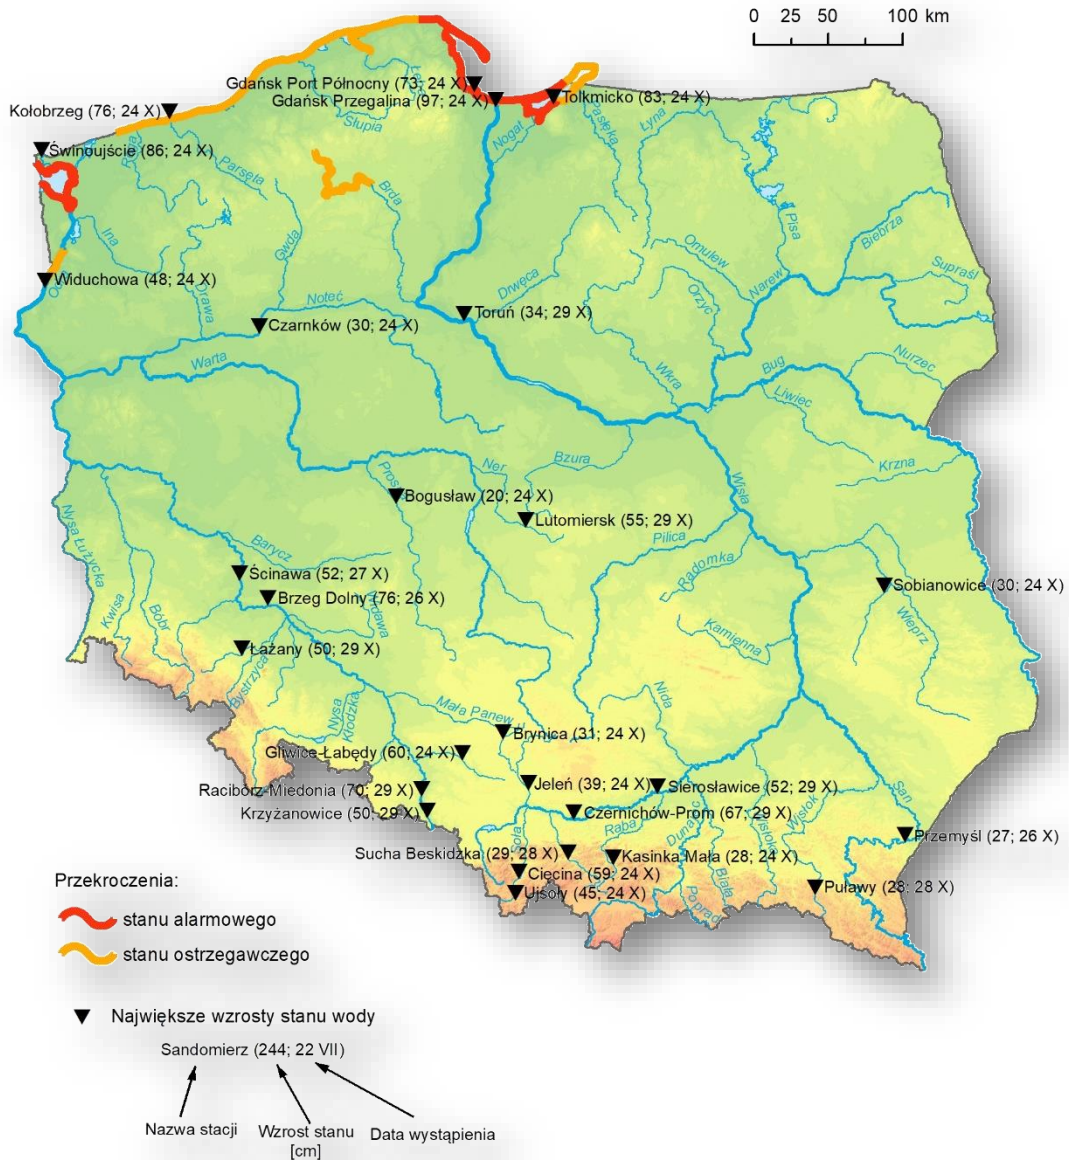 0 25 50 100 km
Gdańsk Port Północny (73; 24 X)
Gdańsk Przegalina (97; 24 X)
Tolkmicko (83; 24 X)
Kołobrzeg (76; 24 X)
Świnoujście (86; 24 X)
Łeba
Słupia
Nogat
Pasłęka
Łyna
Rega
Parsęta
Brda
Gwda
Ina
Drawa
Pisa
Biebrza
Omulew
Supraśl
Narew
Orzyc
Drwęca
Widuchowa (48; 24 X)
Noteć
Toruń (34; 29 X)
Czarnków (30; 24 X)
Warta
Wkra
Bug
Nurzec
Liwiec
Krzna
Ner
Bzura
Prosna
Bogusław (20; 24 X)
Wisła
Lutomiersk (55; 29 X)
Pilica
Nysa Łużycka
Barycz
Radomka
Ścinawa (52; 27 X)
Sobianowice (30; 24 X)
Brzeg Dolny (76; 26 X)
Widawa
Kwisa
Bóbr
Kamienna
Wieprz
Łażany (50; 29 X)
Bystrzyca
Nysa
Kłodzka
Mała Panew
Nida
Brynica (31; 24 X)
Gliwice-Łabędy (60; 24 X)
Jeleń (39; 24 X)
Sierosławice (52; 29 X)
Racibórz-Miedonia (70; 29 X)
Krzyżanowice (50; 29 X)
Czernichów-Prom (67; 29 X)
San
Wisłok
Raba
Dunajec
Wisłoka
Soła
Przemyśl (27; 26 X)
Sucha Beskidzka (29; 28 X)
Kasinka Mała (28; 24 X)
Cięcina (59; 24 X)
Ujsoły (45; 24 X)
Puławy (28; 28 X)
Poprad
Biała
Przekroczenia:
stanu alarmowego
stanu ostrzegawczego
Największe wzrosty stanu wody
Sandomierz (244; 22 VII)
Nazwa stacji
Wzrost stanu
[cm]
Data wystąpienia